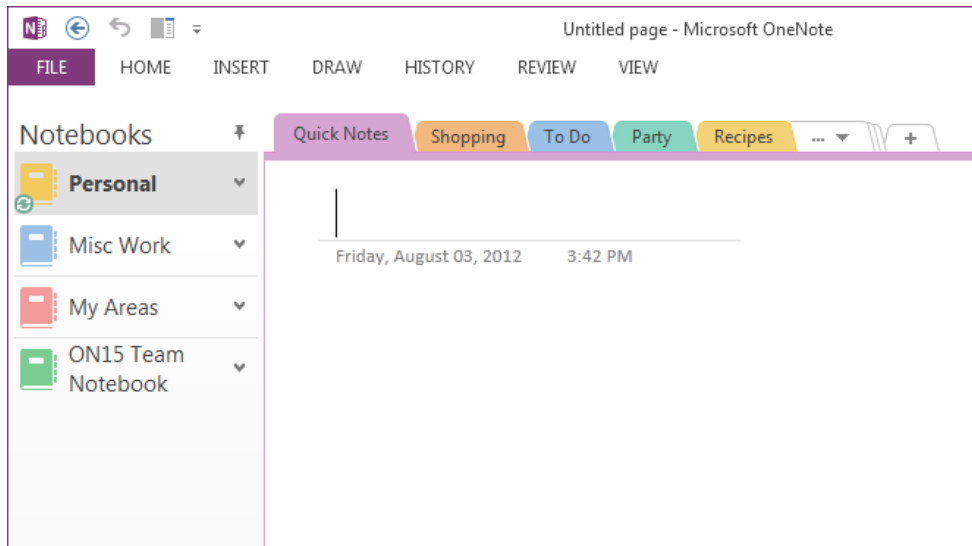 Untitled page - Microsoft OneNote
FILE HOME INSERT DRAW HISTORY REVIEW VIEW
Notebooks
Quick Notes Shopping To Do Party Recipes ... +
Personal
Misc Work
My Areas
ON15 Team
Notebook
Friday, August 03, 2012 3:42 PM